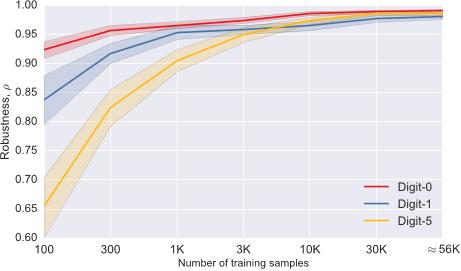 1.00
0.95
0.90
0.85
0.80
0.75
0.70
0.65
0.60
Robustness, ρ
Digit-0
Digit-1
Digit-5
100 300 1K 3K 10K 30K ≈ 56K
Number of training samples